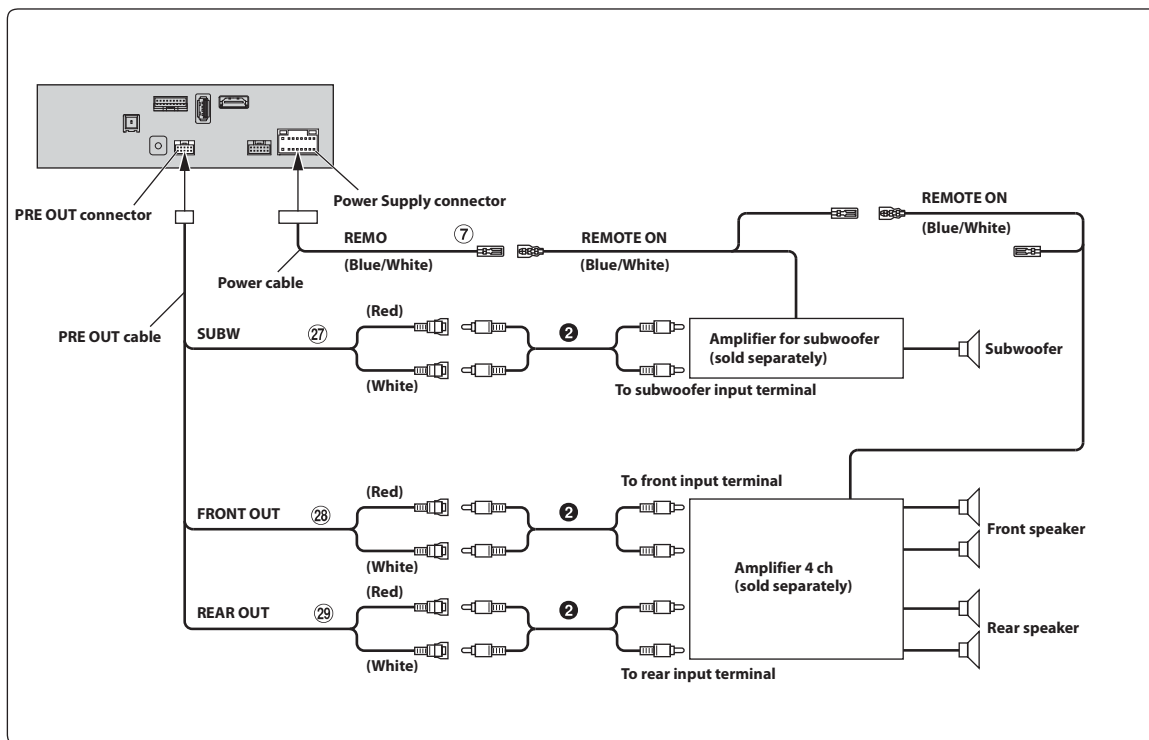 PRE OUT connector
Power Supply connector
REMOTE ON
(Blue/White)
REMO
⑦
REMOTE ON
(Blue/White)
(Blue/White)
Power cable
PRE OUT cable
SUBW
㉗
(Red)
(White)
❷
To subwoofer input terminal
Amplifier for subwoofer
(sold separately)
Subwoofer
FRONT OUT
㉘
(Red)
(White)
❷
To front input terminal
Front speaker
Amplifier 4 ch
(sold separately)
REAR OUT
㉙
(Red)
(White)
❷
To rear input terminal
Rear speaker